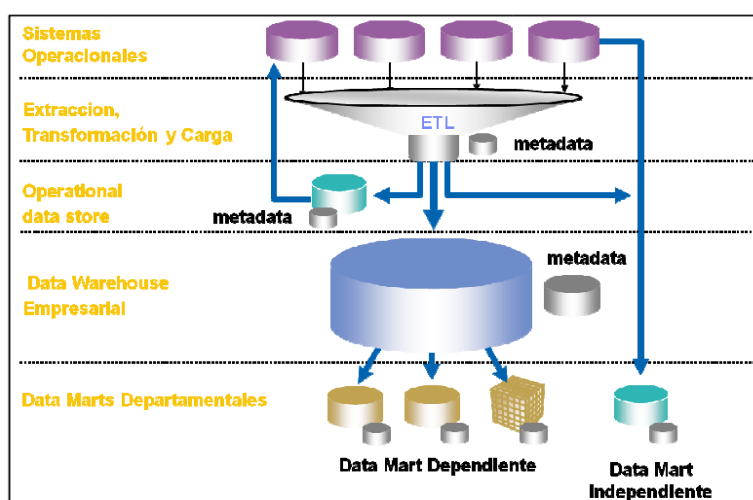 Sistemas
Operacionales
Extraccion,
Transformación y Carga
ETL
metadata
Operational
data store
metadata
Data Warehouse
Empresarial
metadata
Data Marts Departamentales
Data Mart Dependiente
Data Mart
Independiente